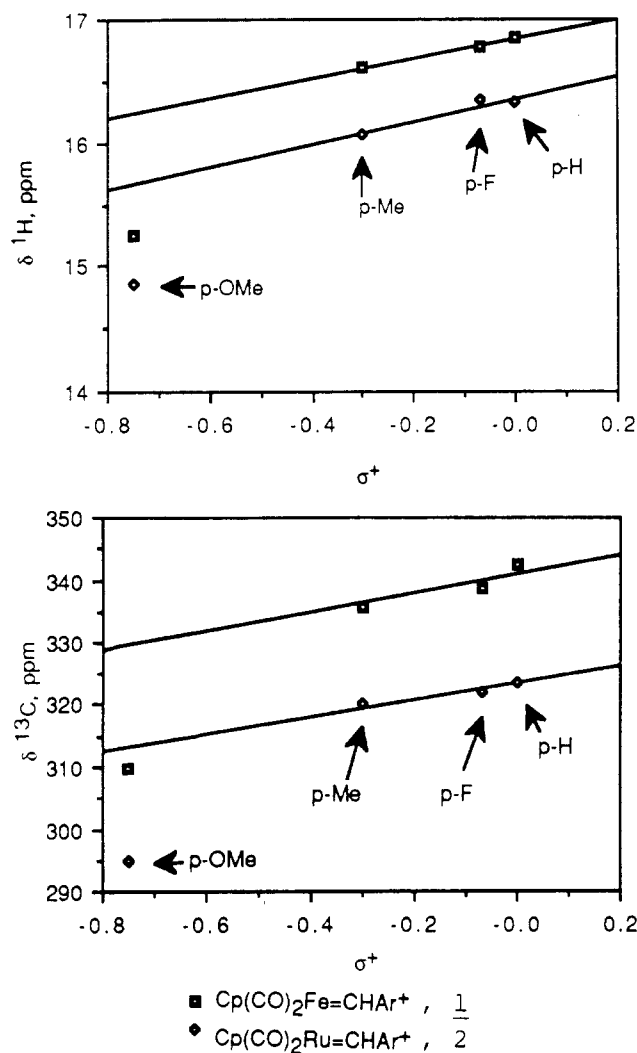 17
16
15
14
δ ¹H, ppm
p-Me
p-F
p-H
p-OMe
-0.8 -0.6 -0.4 -0.2 -0.0 0.2
σ⁺
350
340
330
320
310
295
290
δ ¹³C, ppm
p-H
p-Me
p-F
p-OMe
-0.8 -0.6 -0.4 -0.2 -0.0 0.2
σ⁺
Cp(CO)₂Fe=CHAr⁺ , 1
Cp(CO)₂Ru=CHAr⁺ , 2